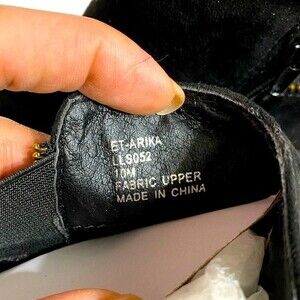 ET-ARIKA
LLS052
10M
FABRIC UPPER
MADE IN CHINA